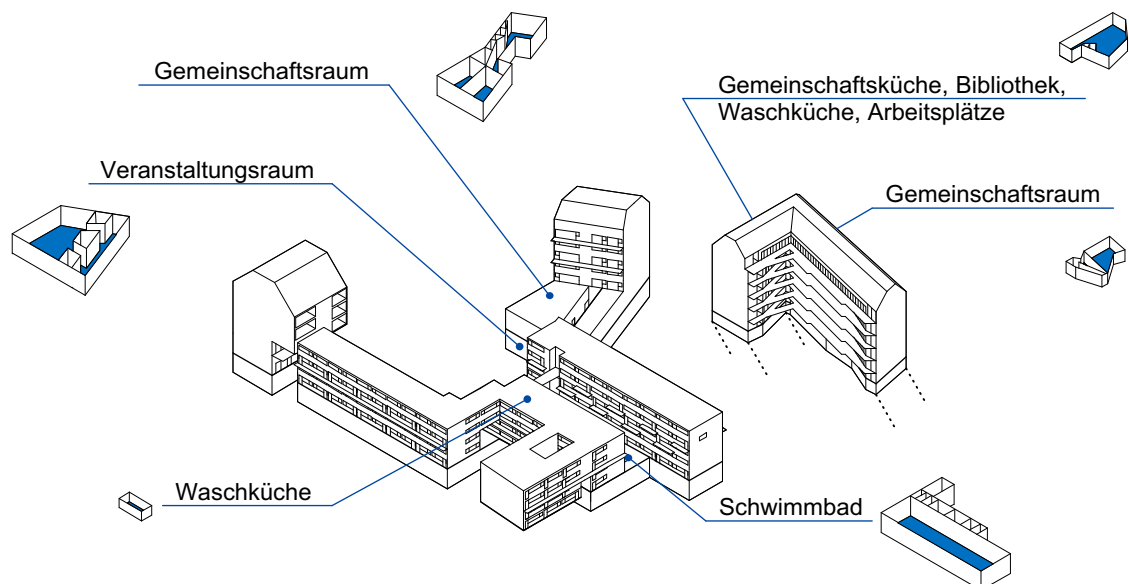 Gemeinschaftsraum
Gemeinschaftsküche, Bibliothek,
Waschküche, Arbeitsplätze
Veranstaltungsraum
Gemeinschaftsraum
Waschküche
Schwimmbad